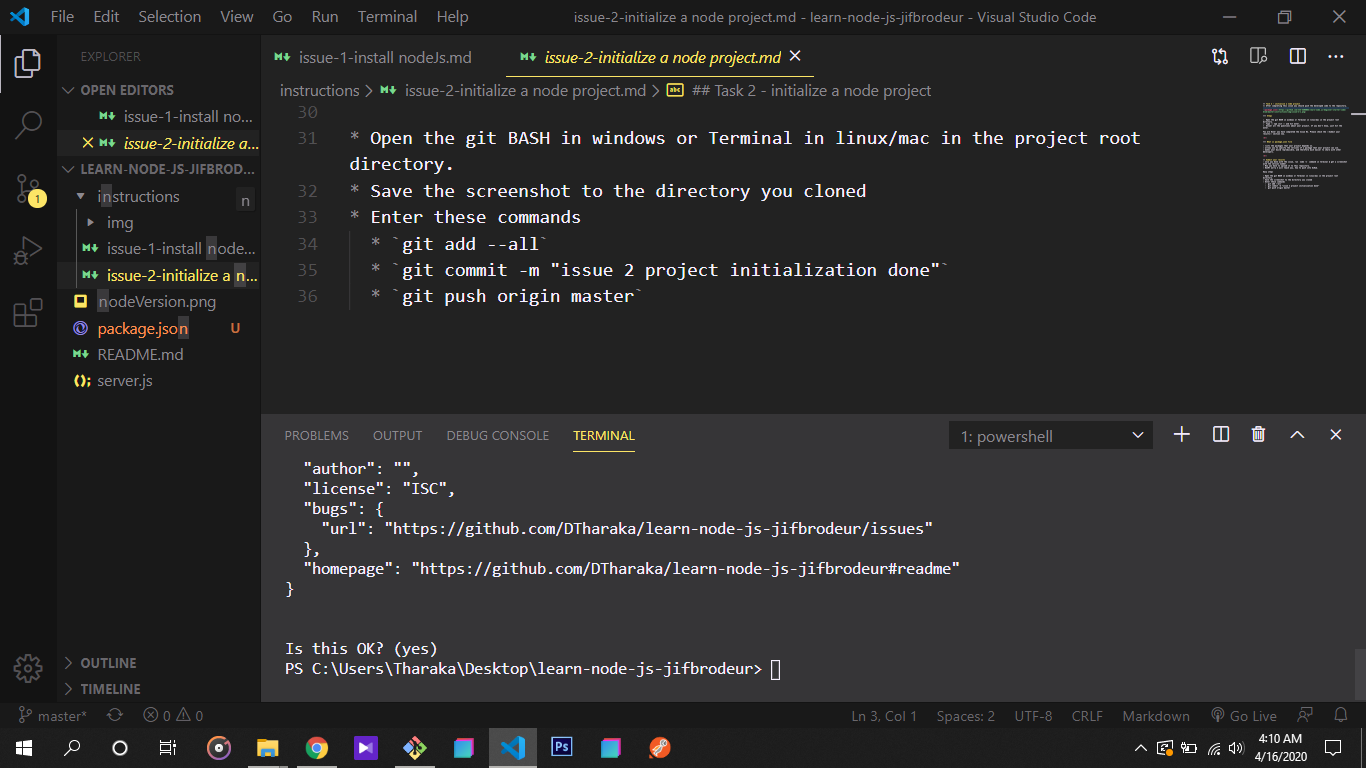 File Edit Selection View Go Run Terminal Help issue-2-initialize a node project.md - learn-node-js-jifbrodeur - Visual Studio Code
EXPLORER
OPEN EDITORS
issue-1-install no...
issue-2-initialize a...
LEARN-NODE-JS-JIFBROD...
instructions
n
img
issue-1-install node...
issue-2-initialize a n...
nodeVersion.png
package.json U
README.md
server.js
OUTLINE
TIMELINE
1
issue-1-install nodeJs.md issue-2-initialize a node project.md
instructions > issue-2-initialize a node project.md > abc ## Task 2 - initialize a node project
30
31 * Open the git BASH in windows or Terminal in linux/mac in the project root
directory.
32 * Save the screenshot to the directory you cloned
33 * Enter these commands
34 * `git add --all`
35 * `git commit -m "issue 2 project initialization done"`
36 * `git push origin master`
PROBLEMS OUTPUT DEBUG CONSOLE TERMINAL 1: powershell
"author": "",
"license": "ISC",
"bugs": {
"url": "https://github.com/DTharaka/learn-node-js-jifbrodeur/issues"
},
"homepage": "https://github.com/DTharaka/learn-node-js-jifbrodeur#readme"
}
Is this OK? (yes)
PS C:\Users\Tharaka\Desktop\learn-node-js-jifbrodeur>
master* 0 0 Ln 3, Col 1 Spaces: 2 UTF-8 CRLF Markdown Go Live
Ps
4:10 AM
4/16/2020